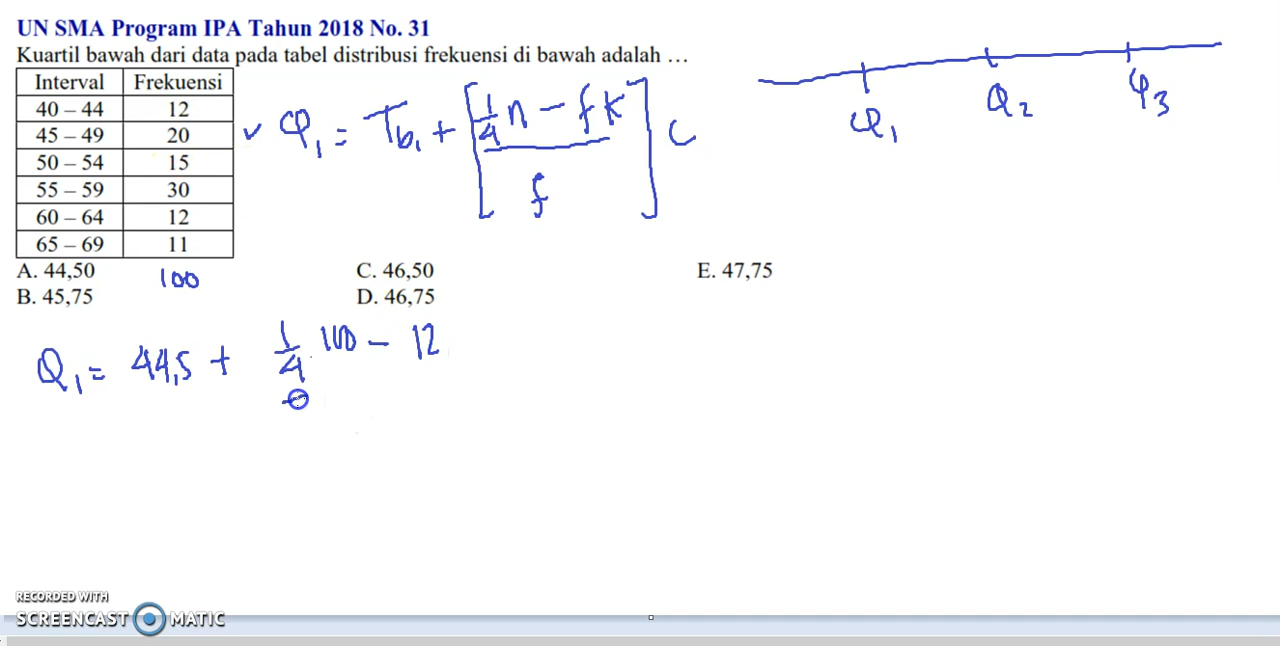 UN SMA Program IPA Tahun 2018 No. 31
Kuartil bawah dari data pada tabel distribusi frekuensi di bawah adalah …
Interval Frekuensi
40 – 44 12
45 – 49 20
50 – 54 15
55 – 59 30
60 – 64 12
65 – 69 11
100
Q₁ = Tb₁ + [(1/4 n − fk) / f] C
Q₁ Q₂ Q₃
A. 44,50 C. 46,50 E. 47,75
B. 45,75 D. 46,75
Q₁ = 44,5 + 1/4 100 − 12
RECORDED WITH
SCREENCAST MATIC